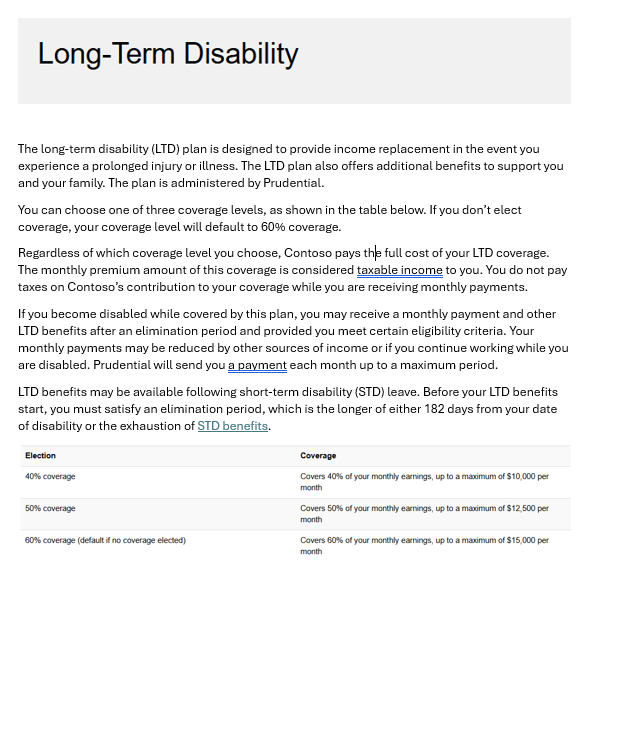 Long-Term Disability
The long-term disability (LTD) plan is designed to provide income replacement in the event you
experience a prolonged injury or illness. The LTD plan also offers additional benefits to support you
and your family. The plan is administered by Prudential.
You can choose one of three coverage levels, as shown in the table below. If you don’t elect
coverage, your coverage level will default to 60% coverage.
Regardless of which coverage level you choose, Contoso pays the full cost of your LTD coverage.
The monthly premium amount of this coverage is considered taxable income to you. You do not pay
taxes on Contoso’s contribution to your coverage while you are receiving monthly payments.
If you become disabled while covered by this plan, you may receive a monthly payment and other
LTD benefits after an elimination period and provided you meet certain eligibility criteria. Your
monthly payments may be reduced by other sources of income or if you continue working while you
are disabled. Prudential will send you a payment each month up to a maximum period.
LTD benefits may be available following short-term disability (STD) leave. Before your LTD benefits
start, you must satisfy an elimination period, which is the longer of either 182 days from your date
of disability or the exhaustion of STD benefits.
Election Coverage
40% coverage Covers 40% of your monthly earnings, up to a maximum of $10,000 per
month
50% coverage Covers 50% of your monthly earnings, up to a maximum of $12,500 per
month
60% coverage (default if no coverage elected) Covers 60% of your monthly earnings, up to a maximum of $15,000 per
month